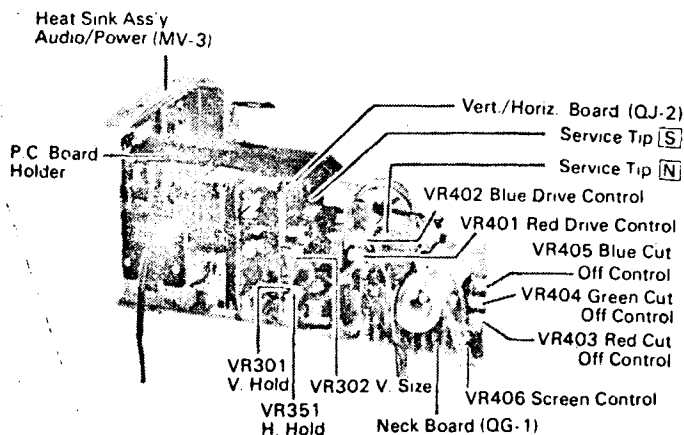 Heat Sink Ass'y
Audio/Power (MV-3)
Vert./Horiz. Board (QJ-2)
Service Tip S
P.C. Board
Holder
Service Tip N
VR402 Blue Drive Control
VR401 Red Drive Control
VR405 Blue Cut
Off Control
VR404 Green Cut
Off Control
VR403 Red Cut
Off Control
VR301
V. Hold
VR302 V. Size
VR351
H. Hold
VR406 Screen Control
Neck Board (QG-1)